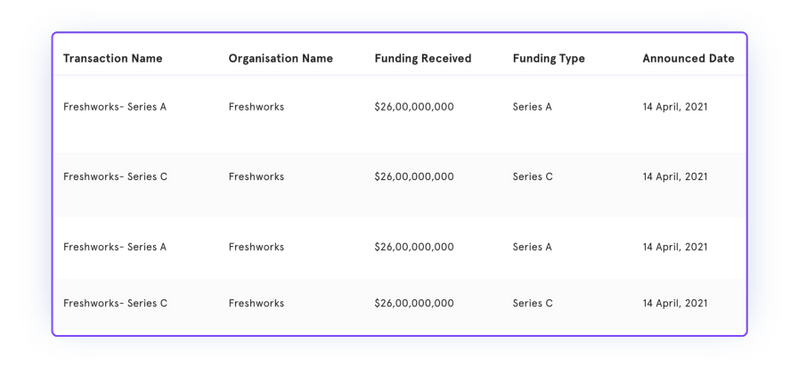 Transaction Name Organisation Name Funding Received Funding Type Announced Date
Freshworks- Series A Freshworks $26,00,000,000 Series A 14 April, 2021
Freshworks- Series C Freshworks $26,00,000,000 Series C 14 April, 2021
Freshworks- Series A Freshworks $26,00,000,000 Series A 14 April, 2021
Freshworks- Series C Freshworks $26,00,000,000 Series C 14 April, 2021